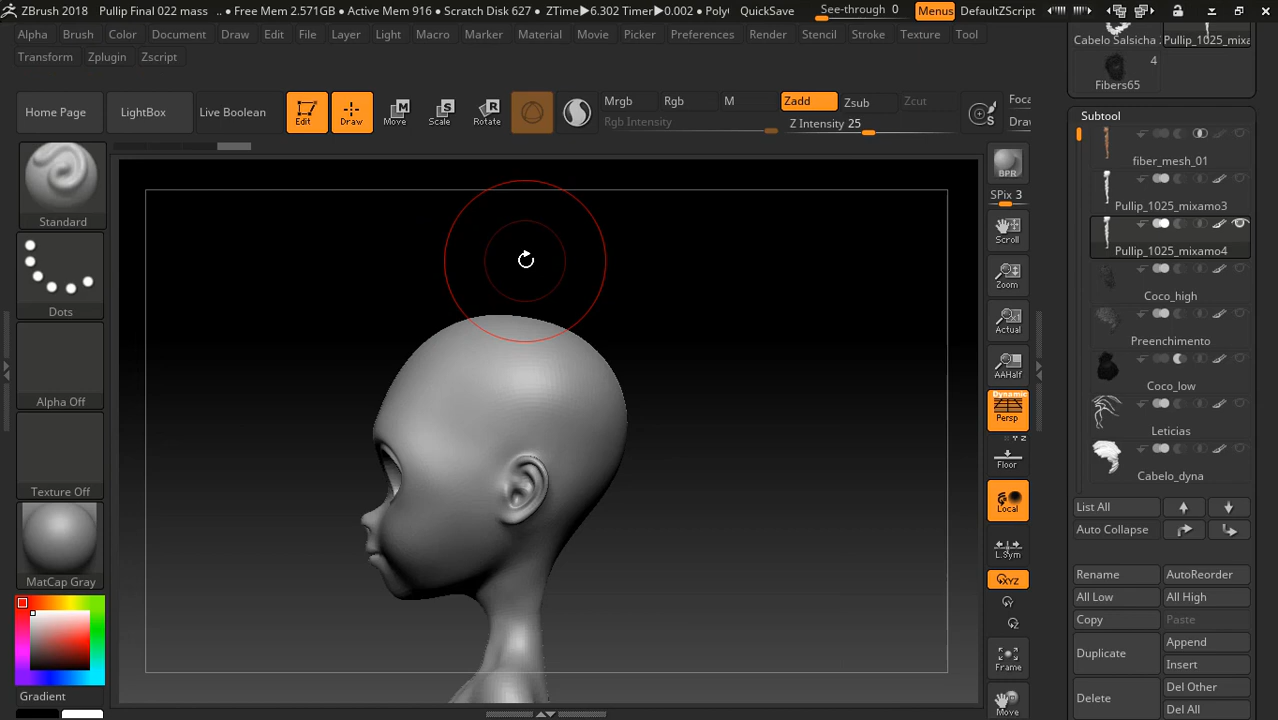 ZBrush 2018 Pullip Final 022 mass • Free Mem 2.571GB • Active Mem 916 • Scratch Disk 627 • ZTime▶6.302 Timer▶0.002 • Poly QuickSave See-through 0 Menus DefaultZScript
Alpha Brush Color Document Draw Edit File Layer Light Macro Marker Material Movie Picker Preferences Render Stencil Stroke Texture Tool
Transform Zplugin Zscript
Home Page
LightBox
Live Boolean
Edit
Draw
Move
Scale
Rotate
Mrgb Rgb M Zadd Zsub Zcut Foca
Rgb Intensity Z Intensity 25 Draw
Standard
Dots
Alpha Off
Texture Off
MatCap Gray
Gradient
BPR
SPix 3
Scroll
Zoom
Actual
AAHalf
Dynamic
Persp
Floor
Local
L.Sym
XYZ
Y
Z
Frame
Move
Cabelo Salsicha Pullip_1025_mixa
4
Fibers65
Subtool
fiber_mesh_01
Pullip_1025_mixamo3
Pullip_1025_mixamo4
Coco_high
Preenchimento
Coco_low
Leticias
Cabelo_dyna
List All
Auto Collapse
Rename AutoReorder
All Low All High
Copy Paste
Duplicate Append
Insert
Delete Del Other
Del All